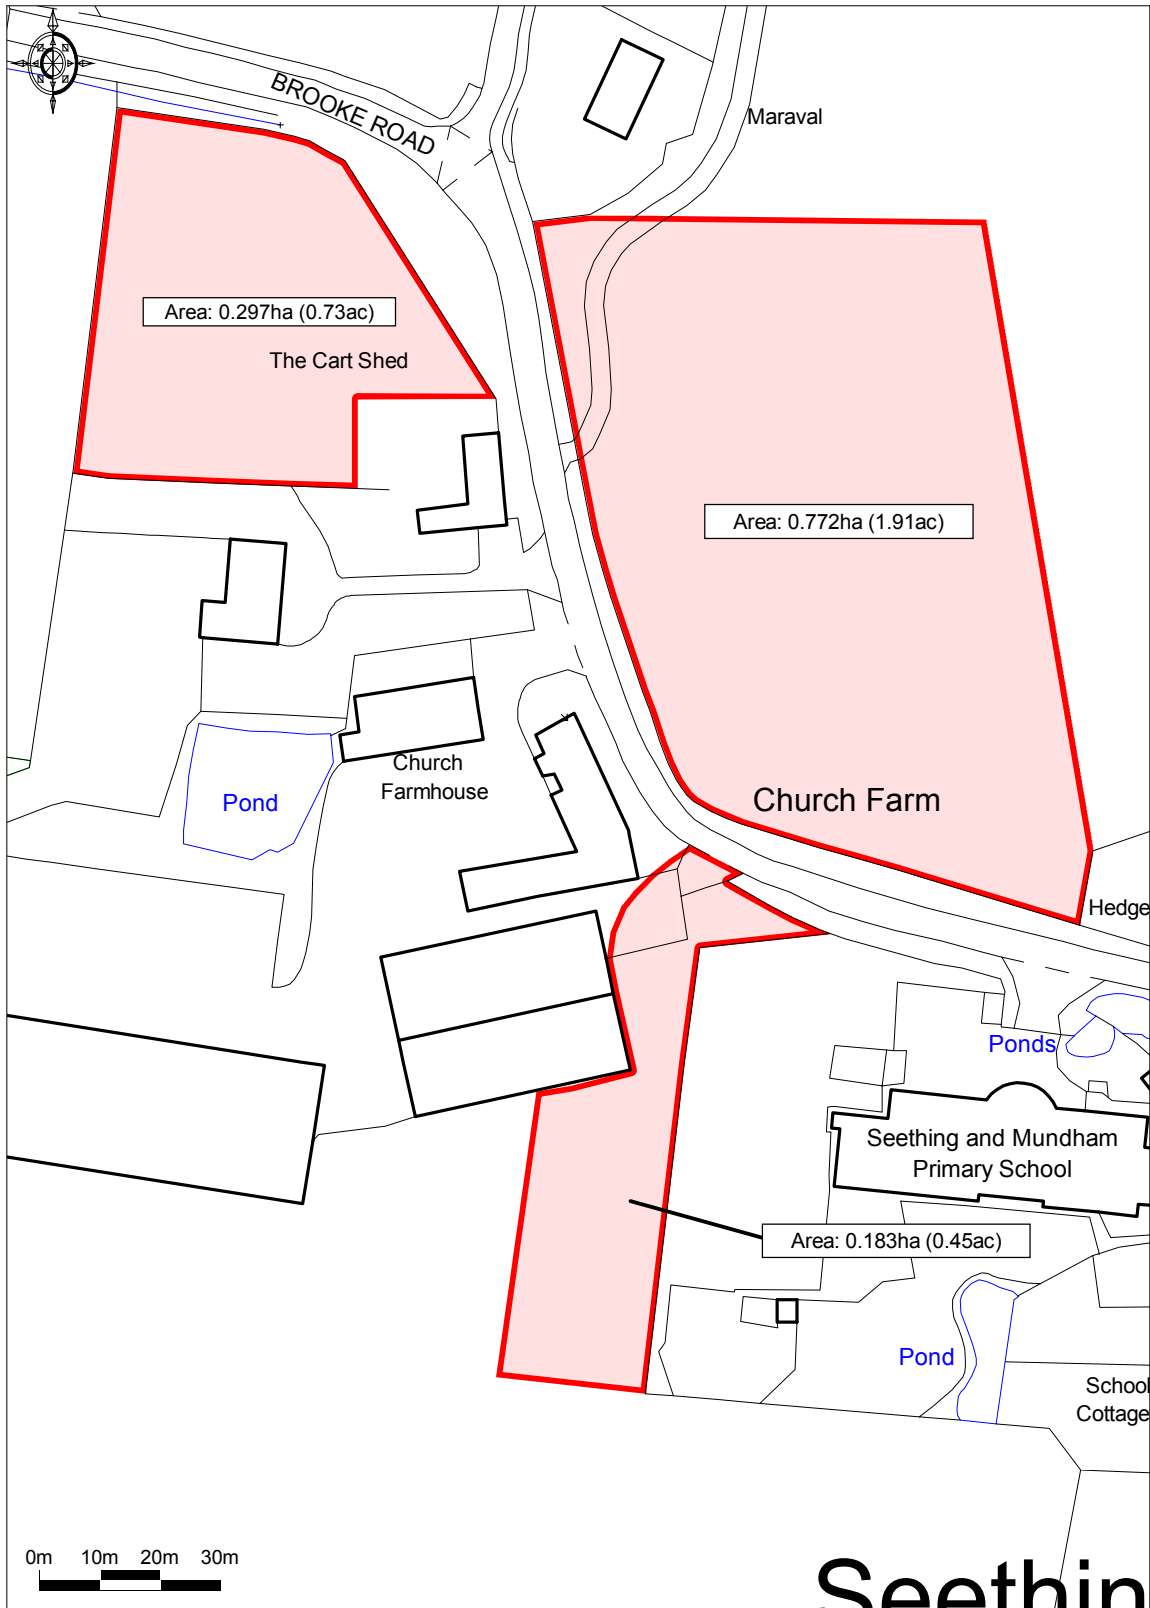 BROOKE ROAD
Maraval
Area: 0.297ha (0.73ac)
The Cart Shed
Area: 0.772ha (1.91ac)
Church
Farmhouse
Pond
Church Farm
Hedge
Ponds
Seething and Mundham
Primary School
Area: 0.183ha (0.45ac)
Pond
School
Cottage
0m 10m 20m 30m
Seethin